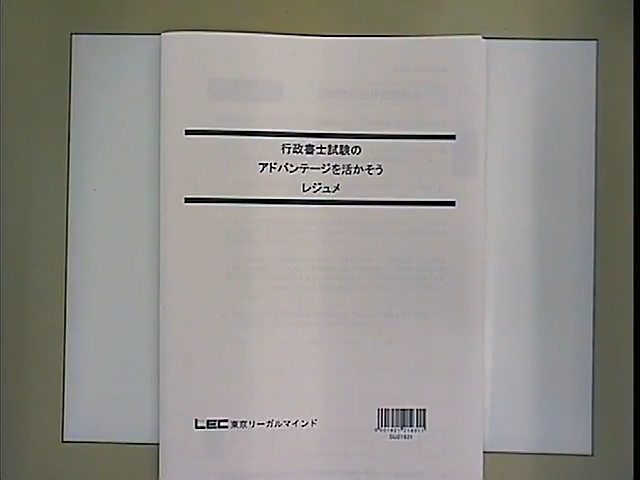 行政書士試験の
アドバンテージを活かそう
レジュメ
LEC東京リーガルマインド
SU21821